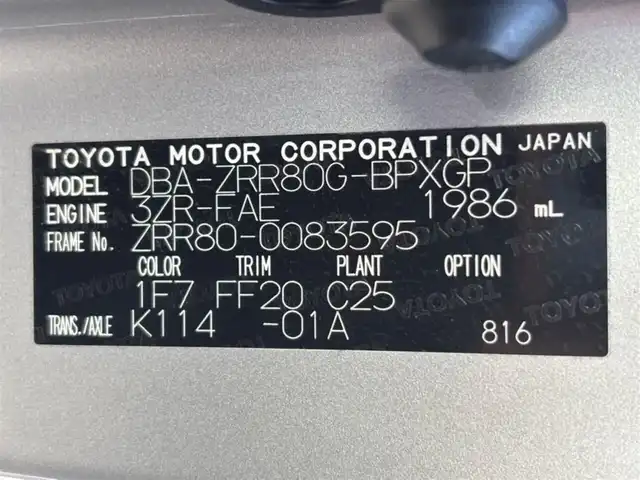 TOYOTA MOTOR CORPORATION JAPAN
MODEL DBA-ZRR80G-BPXGP
ENGINE 3ZR-FAE 1986 mL
FRAME No. ZRR80-0083595
COLOR TRIM PLANT OPTION
1F7 FF20 C25
TRANS./AXLE K114 -01A 816